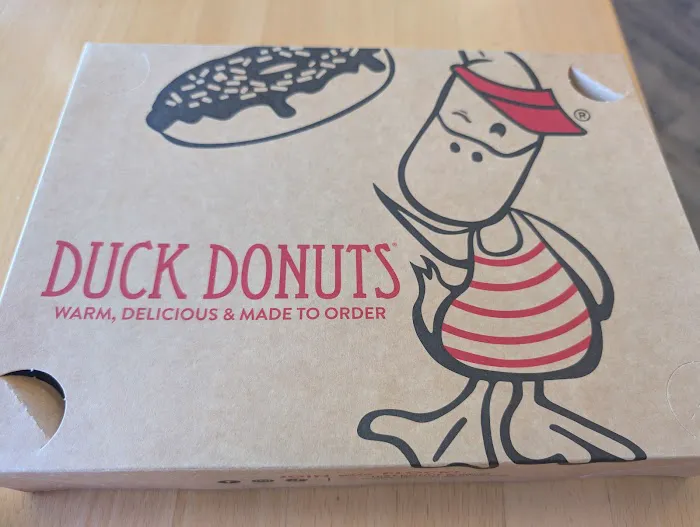 DUCK DONUTS®
WARM, DELICIOUS & MADE TO ORDER
®